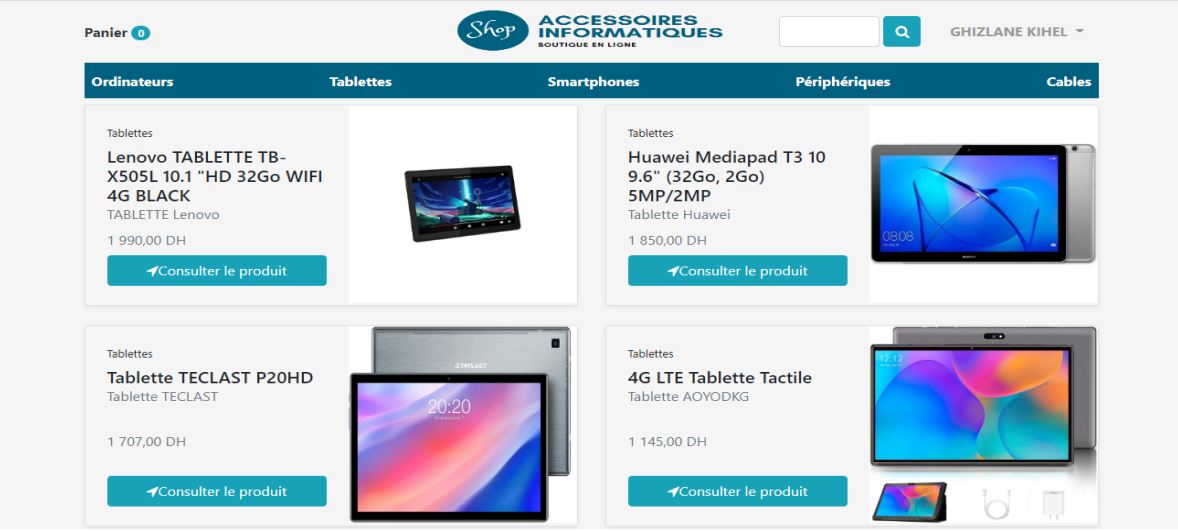 Panier 0
Shop
ACCESSOIRES
INFORMATIQUES
BOUTIQUE EN LIGNE
GHIZLANE KIHEL
Ordinateurs Tablettes Smartphones Périphériques Cables
Tablettes
Lenovo TABLETTE TB-
X505L 10.1 "HD 32Go WIFI
4G BLACK
TABLETTE Lenovo
1 990,00 DH
Consulter le produit
Tablettes
Huawei Mediapad T3 10
9.6" (32Go, 2Go)
5MP/2MP
Tablette Huawei
1 850,00 DH
Consulter le produit
08:08
HUAWEI
Tablettes
Tablette TECLAST P20HD
Tablette TECLAST
1 707,00 DH
Consulter le produit
TECLAST
20:20
Tablettes
4G LTE Tablette Tactile
Tablette AOYODKG
1 145,00 DH
Consulter le produit
12:12